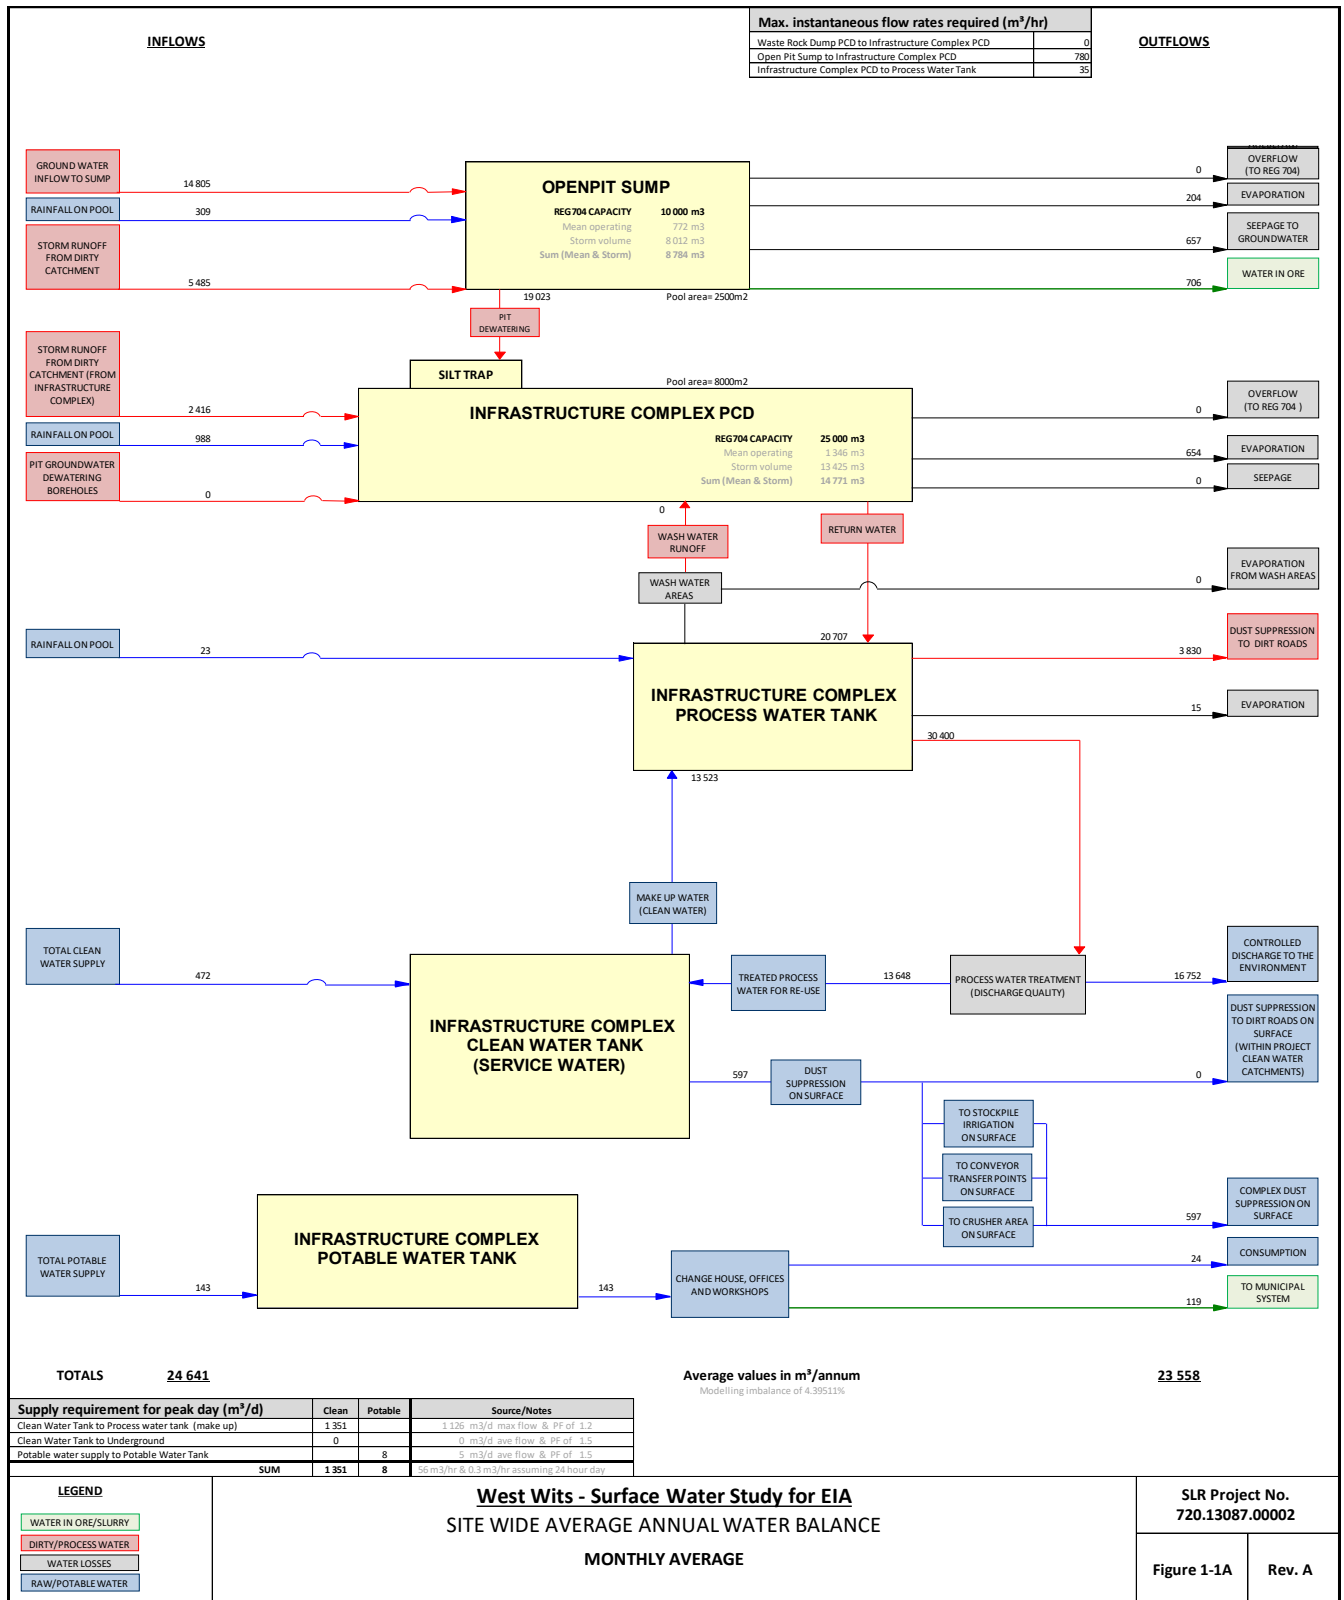 INFLOWS
Max. instantaneous flow rates required (m³/hr)
Waste Rock Dump PCD to Infrastructure Complex PCD 0
Open Pit Sump to Infrastructure Complex PCD 780
Infrastructure Complex PCD to Process Water Tank 35
OUTFLOWS
GROUND WATER
INFLOW TO SUMP
14 805
RAINFALL ON POOL
309
STORM RUNOFF
FROM DIRTY
CATCHMENT
5 485
OPENPIT SUMP
REG704 CAPACITY 10 000 m3
Mean operating 772 m3
Storm volume 8 012 m3
Sum (Mean & Storm) 8 784 m3
19 023
Pool area= 2500m2
OVERFLOW
(TO REG 704)
0
EVAPORATION
204
SEEPAGE TO
GROUNDWATER
657
WATER IN ORE
706
PIT
DEWATERING
SILT TRAP
Pool area= 8000m2
STORM RUNOFF
FROM DIRTY
CATCHMENT (FROM
INFRASTRUCTURE
COMPLEX)
2 416
RAINFALL ON POOL
988
PIT GROUNDWATER
DEWATERING
BOREHOLES
0
INFRASTRUCTURE COMPLEX PCD
REG704 CAPACITY 25 000 m3
Mean operating 1 346 m3
Storm volume 13 425 m3
Sum (Mean & Storm) 14 771 m3
OVERFLOW
(TO REG 704 )
0
EVAPORATION
654
SEEPAGE
0
0
WASH WATER
RUNOFF
RETURN WATER
WASH WATER
AREAS
EVAPORATION
FROM WASH AREAS
0
RAINFALL ON POOL
23
20 707
INFRASTRUCTURE COMPLEX
PROCESS WATER TANK
DUST SUPPRESSION
TO DIRT ROADS
3 830
EVAPORATION
15
30 400
13 523
MAKE UP WATER
(CLEAN WATER)
TOTAL CLEAN
WATER SUPPLY
472
INFRASTRUCTURE COMPLEX
CLEAN WATER TANK
(SERVICE WATER)
TREATED PROCESS
WATER FOR RE-USE
13 648
PROCESS WATER TREATMENT
(DISCHARGE QUALITY)
16 752
CONTROLLED
DISCHARGE TO THE
ENVIRONMENT
DUST SUPPRESSION
TO DIRT ROADS ON
SURFACE
(WITHIN PROJECT
CLEAN WATER
CATCHMENTS)
0
597
DUST
SUPPRESSION
ON SURFACE
TO STOCKPILE
IRRIGATION
ON SURFACE
TO CONVEYOR
TRANSFER POINTS
ON SURFACE
TO CRUSHER AREA
ON SURFACE
597
COMPLEX DUST
SUPPRESSION ON
SURFACE
TOTAL POTABLE
WATER SUPPLY
143
INFRASTRUCTURE COMPLEX
POTABLE WATER TANK
143
CHANGE HOUSE, OFFICES
AND WORKSHOPS
24
CONSUMPTION
119
TO MUNICIPAL
SYSTEM
TOTALS 24 641
Average values in m³/annum
Modelling imbalance of 4.39511%
23 558
Supply requirement for peak day (m³/d) Clean Potable Source/Notes
Clean Water Tank to Process water tank (make up) 1 351 1 126 m3/d max flow & PF of 1.2
Clean Water Tank to Underground 0 0 m3/d ave flow & PF of 1.5
Potable water supply to Potable Water Tank 8 5 m3/d ave flow & PF of 1.5
SUM 1 351 8 56 m3/hr & 0.3 m3/hr assuming 24 hour day
LEGEND
WATER IN ORE/SLURRY
DIRTY/PROCESS WATER
WATER LOSSES
RAW/POTABLE WATER
West Wits - Surface Water Study for EIA
SITE WIDE AVERAGE ANNUAL WATER BALANCE
MONTHLY AVERAGE
SLR Project No.
720.13087.00002
Figure 1-1A
Rev. A